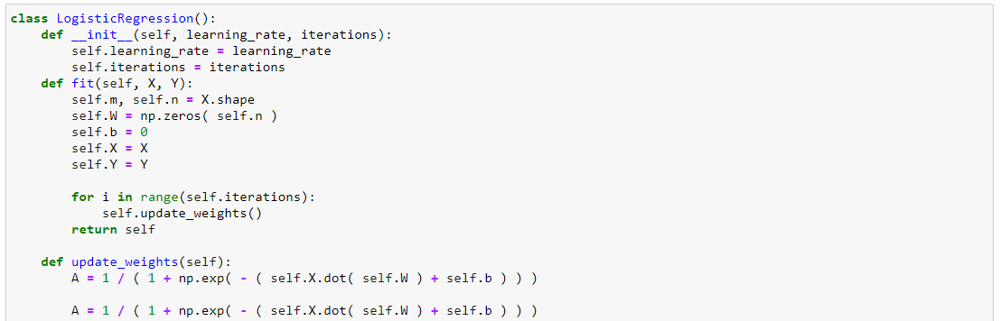 class LogisticRegression():
    def __init__(self, learning_rate, iterations):
        self.learning_rate = learning_rate
        self.iterations = iterations
    def fit(self, X, Y):
        self.m, self.n = X.shape
        self.W = np.zeros( self.n )
        self.b = 0
        self.X = X
        self.Y = Y

        for i in range(self.iterations):
            self.update_weights()
        return self

    def update_weights(self):
        A = 1 / ( 1 + np.exp( - ( self.X.dot( self.W ) + self.b ) ) )

        A = 1 / ( 1 + np.exp( - ( self.X.dot( self.W ) + self.b ) ) )